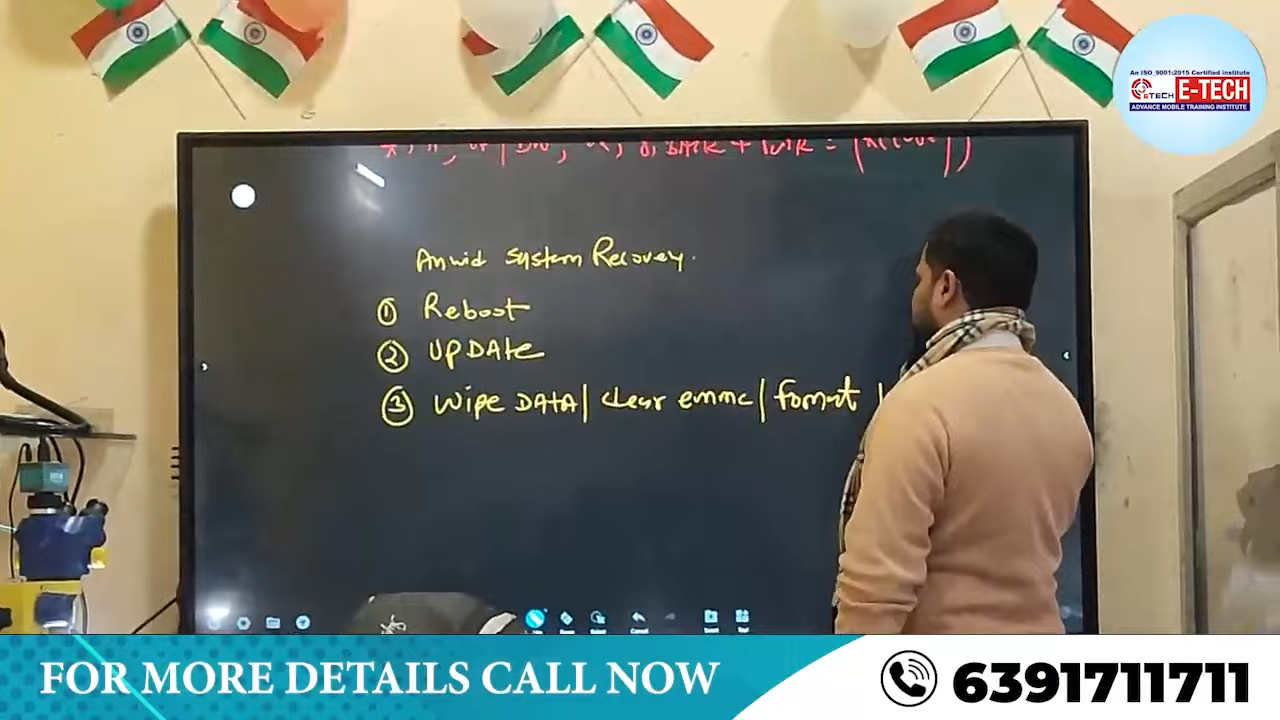 An ISO 9001:2015 Certified institute
ETECH E-TECH
ADVANCE MOBILE TRAINING INSTITUTE
System Recovery.
① Reboot
② UPDAte
③ Wipe DATA/ clear emmc / format /
FOR MORE DETAILS CALL NOW
6391711711